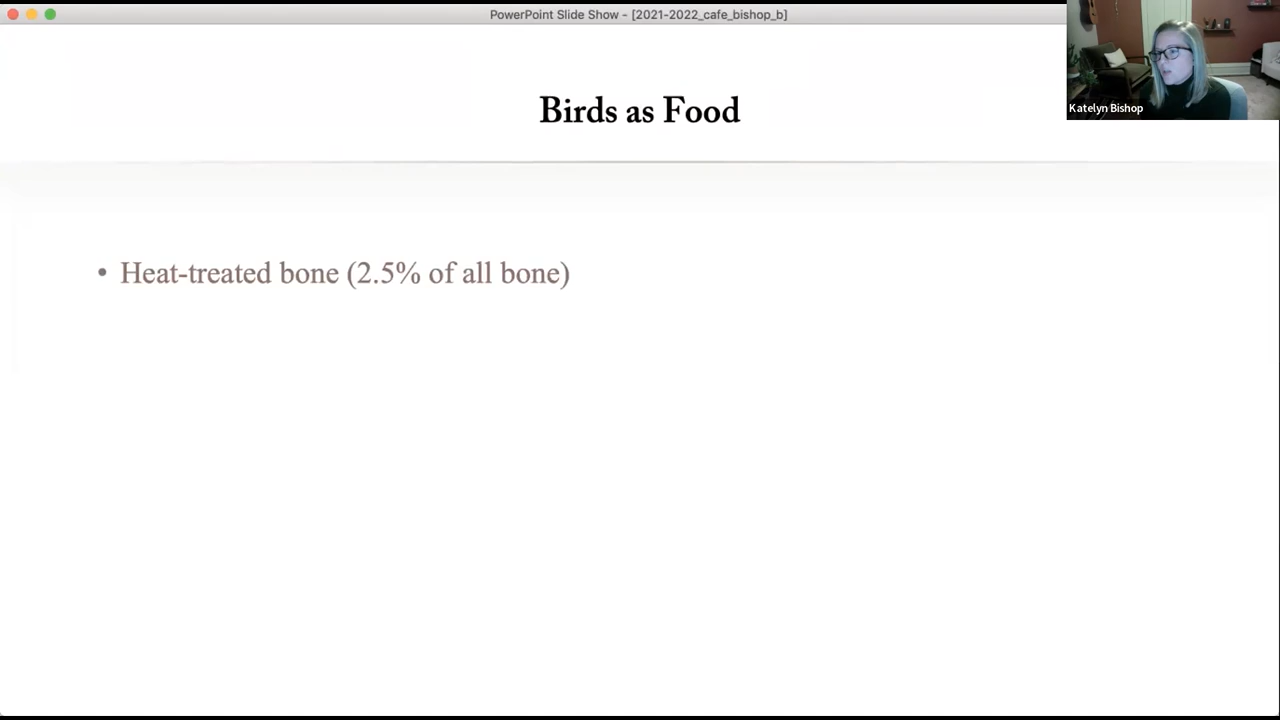 PowerPoint Slide Show - [2021-2022_cafe_bishop_b]
Katelyn Bishop
Birds as Food
• Heat-treated bone (2.5% of all bone)